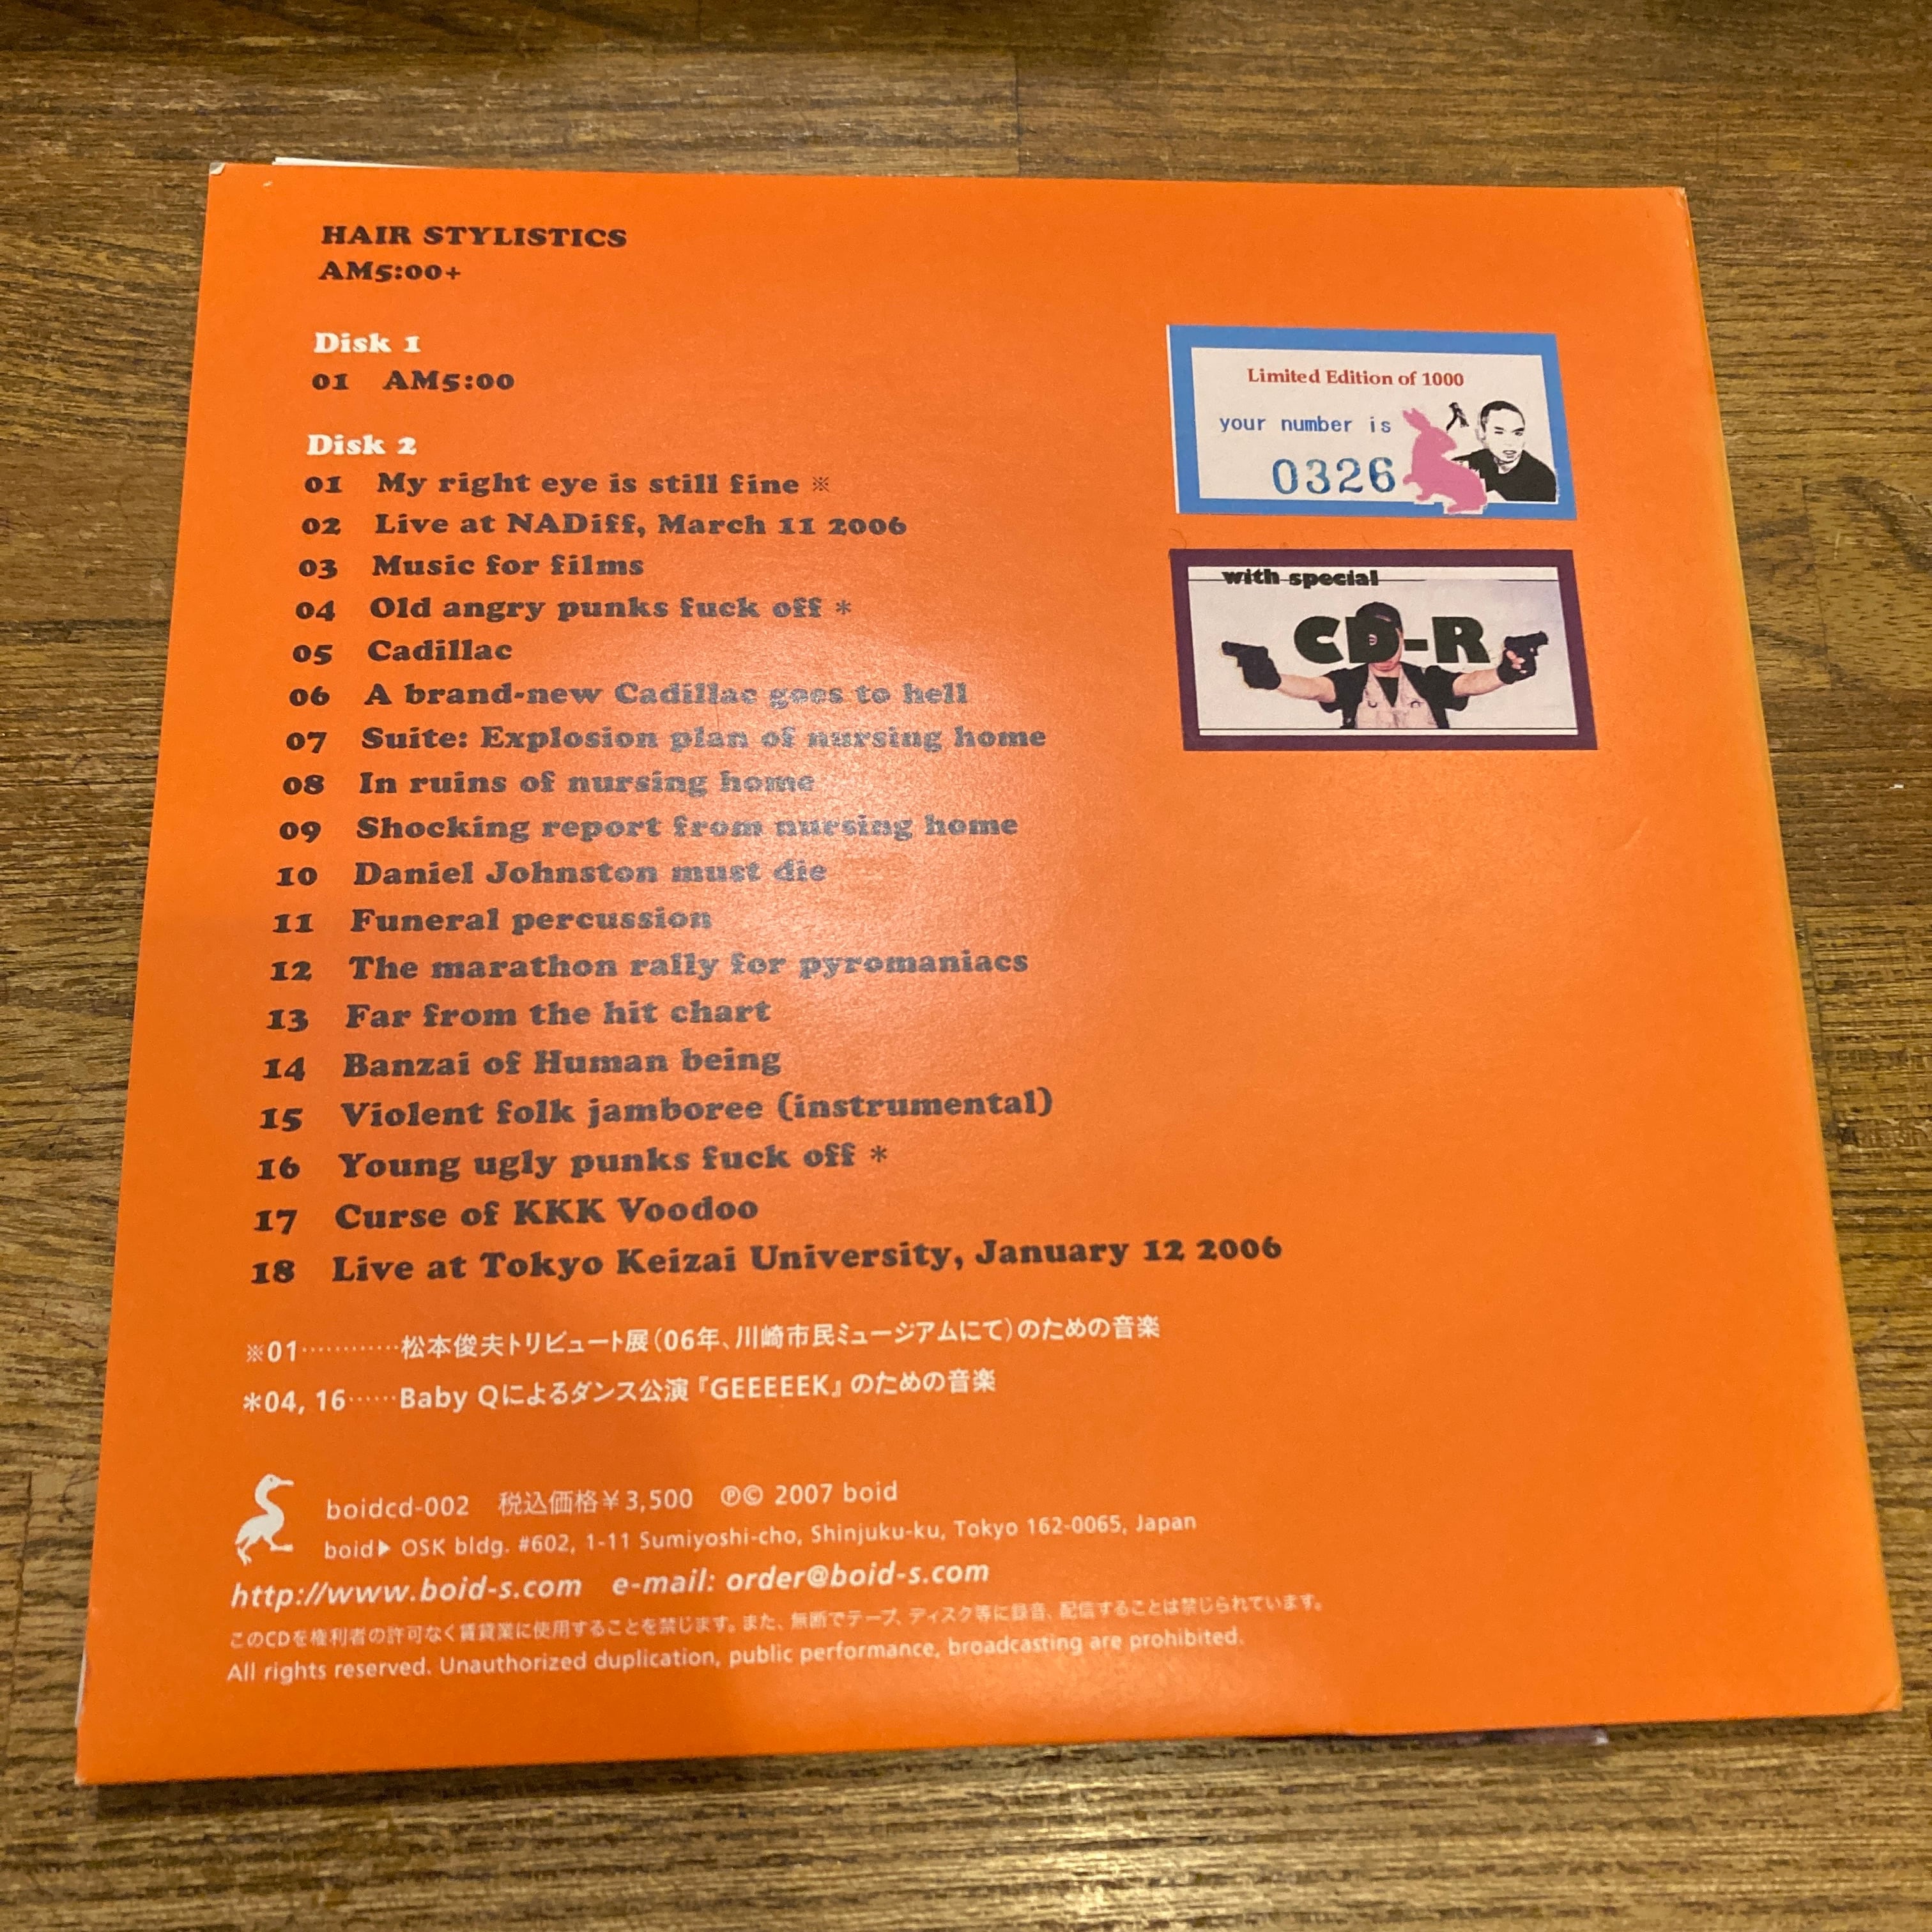 HAIR STYLISTICS
AM5:00+
Disk 1
01 AM5:00
Disk 2
01 My right eye is still fine ※
02 Live at NADiff, March 11 2006
03 Music for films
04 Old angry punks fuck off *
05 Cadillac
06 A brand-new Cadillac goes to hell
07 Suite: Explosion plan of nursing home
08 In ruins of nursing home
09 Shocking report from nursing home
10 Daniel Johnston must die
11 Funeral percussion
12 The marathon rally for pyromaniacs
13 Far from the hit chart
14 Banzai of Human being
15 Violent folk jamboree (instrumental)
16 Young ugly punks fuck off *
17 Curse of KKK Voodoo
18 Live at Tokyo Keizai University, January 12 2006
※01…………松本俊夫トリビュート展（06年、川崎市民ミュージアムにて）のための音楽
*04, 16……Baby Qによるダンス公演『GEEEEEK』のための音楽
boidcd-002 税込価格¥3,500 ℗© 2007 boid
boid▶ OSK bldg. #602, 1-11 Sumiyoshi-cho, Shinjuku-ku, Tokyo 162-0065, Japan
http://www.boid-s.com e-mail: order@boid-s.com
このCDを権利者の許可なく賃貸業に使用することを禁じます。また、無断でテープ、ディスク等に録音、配信することは禁じられています。
All rights reserved. Unauthorized duplication, public performance, broadcasting are prohibited.
Limited Edition of 1000
your number is
0326
with special
CD-R